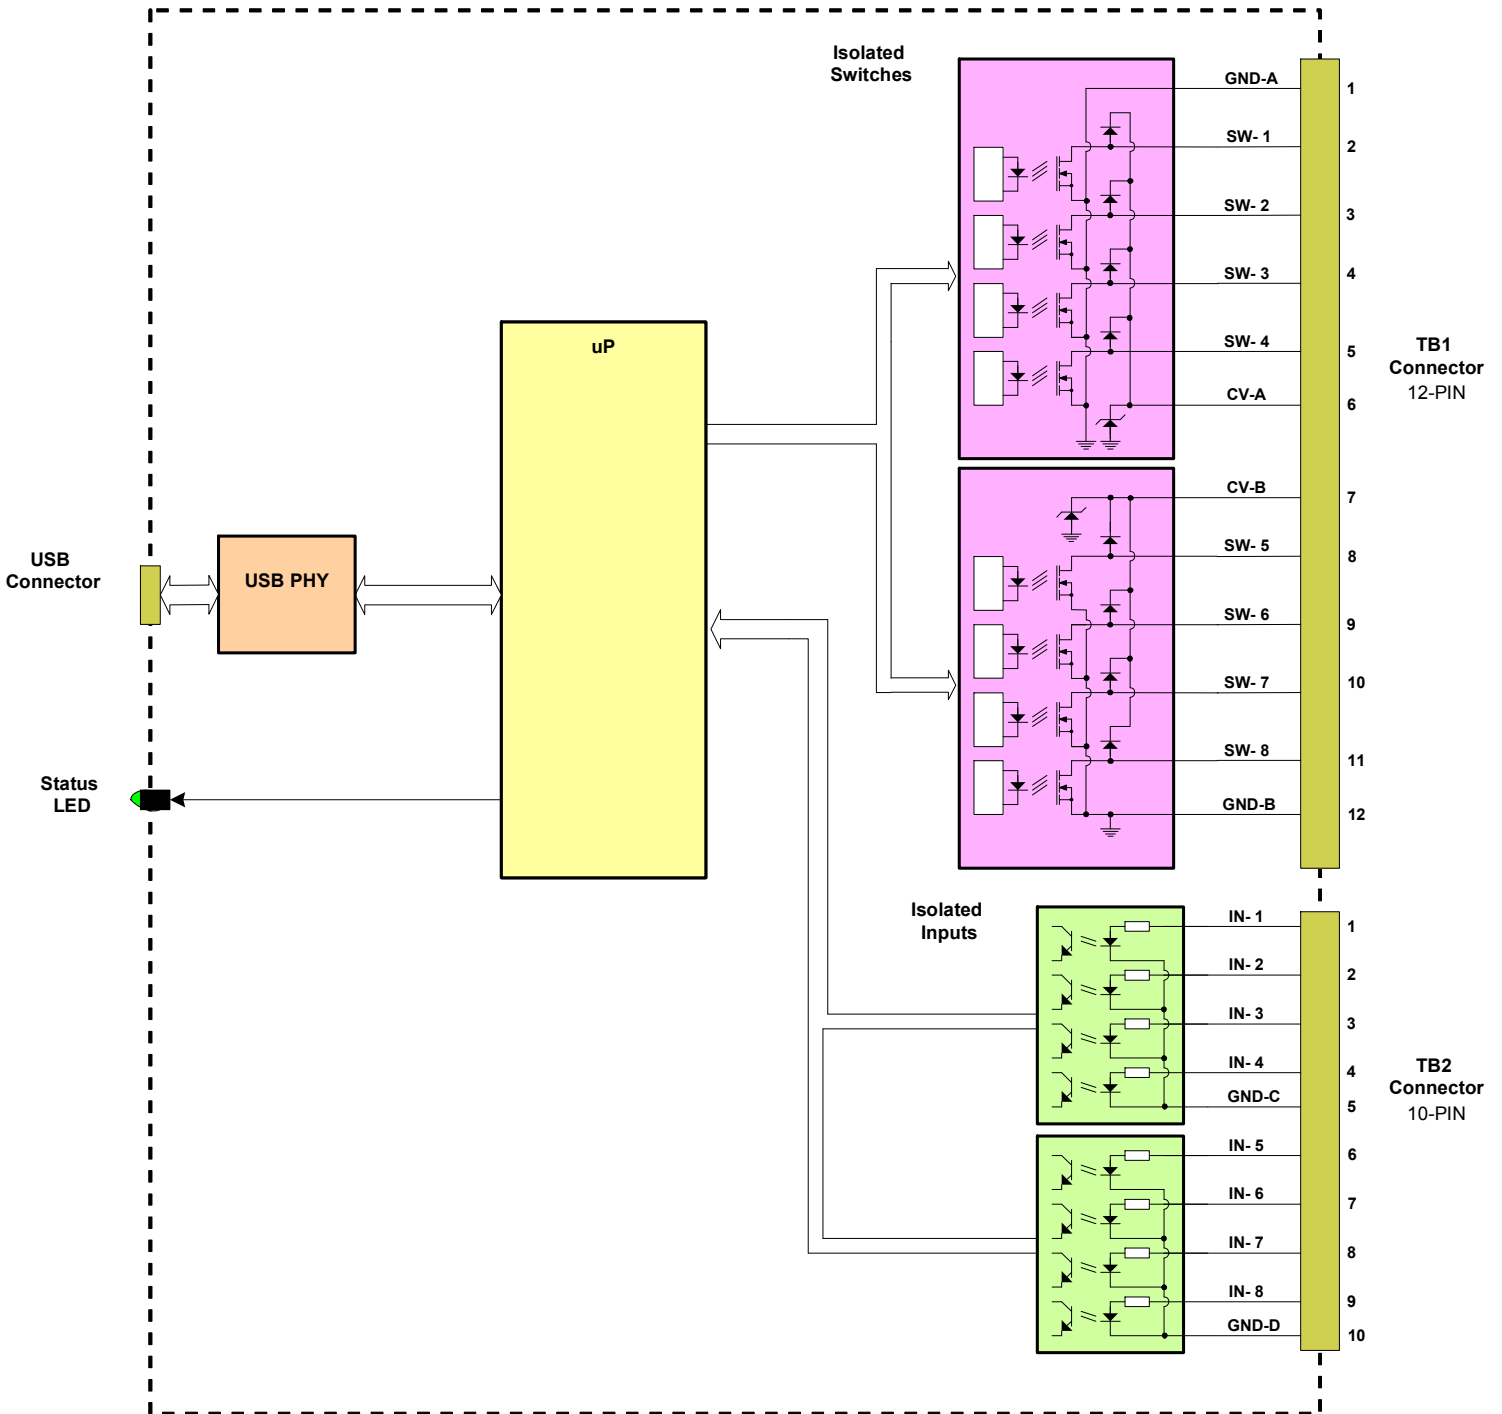 Isolated
Switches
GND-A
1
SW- 1
2
SW- 2
3
SW- 3
4
SW- 4
5
CV-A
6
TB1
Connector
12-PIN
uP
CV-B
7
SW- 5
8
SW- 6
9
SW- 7
10
SW- 8
11
GND-B
12
USB
Connector
USB PHY
Status
LED
Isolated
Inputs
IN- 1
1
IN- 2
2
IN- 3
3
IN- 4
4
GND-C
5
TB2
Connector
10-PIN
IN- 5
6
IN- 6
7
IN- 7
8
IN- 8
9
GND-D
10